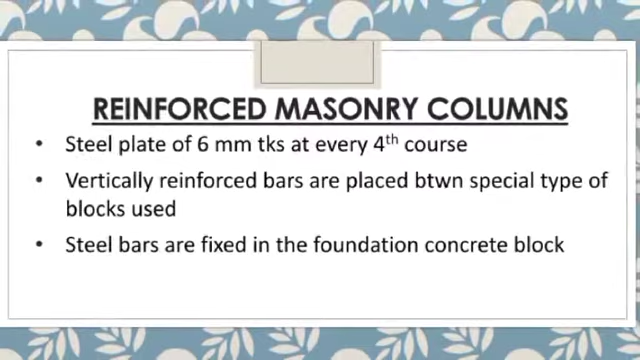 REINFORCED MASONRY COLUMNS
• Steel plate of 6 mm tks at every 4th course
• Vertically reinforced bars are placed btwn special type of
blocks used
• Steel bars are fixed in the foundation concrete block